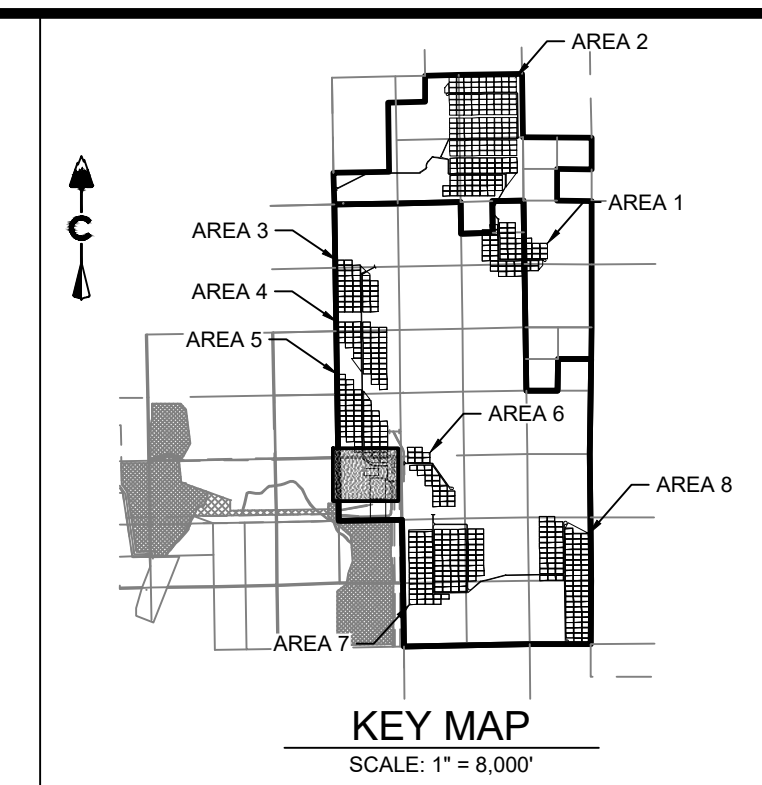 AREA 2
AREA 1
AREA 3
AREA 4
AREA 5
AREA 6
AREA 8
AREA 7
KEY MAP
SCALE: 1" = 8,000'
C